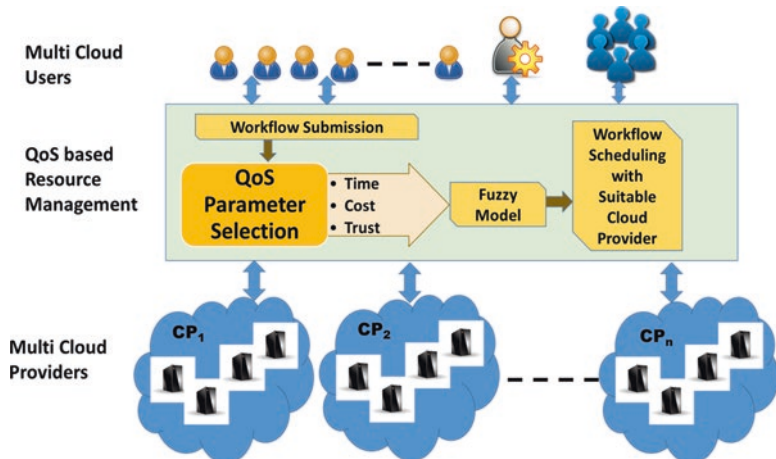 Multi Cloud
Users
QoS based
Resource
Management
Workflow Submission
QoS
Parameter
Selection
• Time
• Cost
• Trust
Fuzzy
Model
Workflow
Scheduling
with
Suitable
Cloud
Provider
Multi Cloud
Providers
CP₁
CP₂
CPₙ